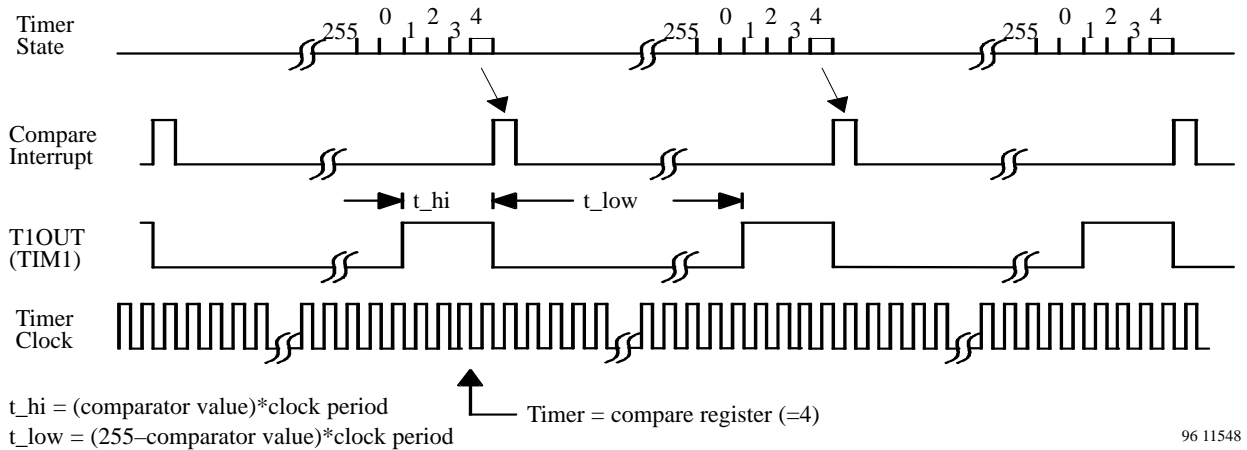 Timer
State
255 0 1 2 3 4 255 0 1 2 3 4 255 0 1 2 3 4
Compare
Interrupt
t_hi t_low
T1OUT
(TIM1)
Timer
Clock
t_hi = (comparator value)*clock period
Timer = compare register (=4)
t_low = (255–comparator value)*clock period
96 11548